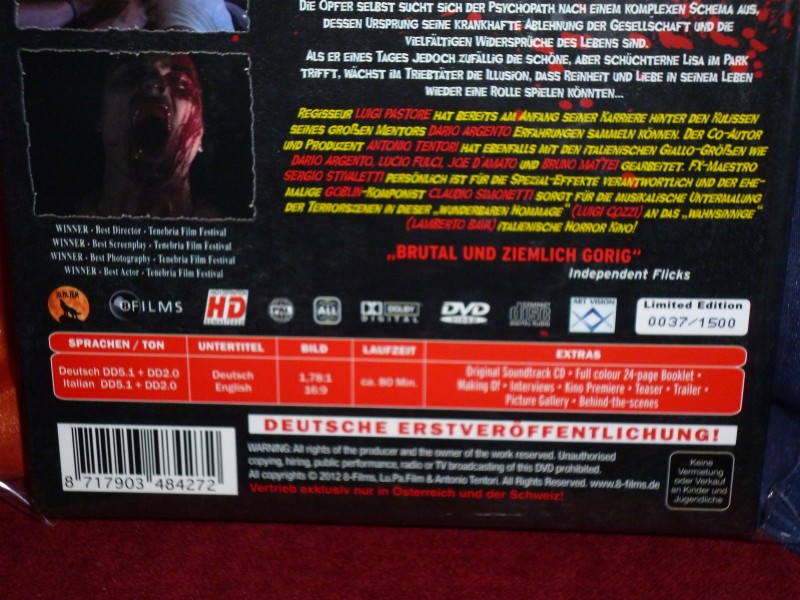 DIE OPFER SELBST SUCHT SICH DER PSYCHOPATH NACH EINEM KOMPLEXEN SCHEMA AUS,
DESSEN URSPRUNG SEINE KRANKHAFTE ABLEHNUNG DER GESELLSCHAFT UND DIE
VIELFÄLTIGEN WIDERSPRÜCHE DES LEBENS SIND.
ALS ER EINES TAGES JEDOCH ZUFÄLLIG DIE SCHÖNE, ABER SCHÜCHTERNE LISA IM PARK
TRIFFT, WÄCHST IM TRIEBTÄTER DIE ILLUSION, DASS REINHEIT UND LIEBE IN SEINEM LEBEN
WIEDER EINE ROLLE SPIELEN KÖNNTEN...
REGISSEUR LUIGI PASTORE HAT BEREITS AM ANFANG SEINER KARRIERE HINTER DEN KULISSEN
SEINES GROßEN MENTORS DARIO ARGENTO ERFAHRUNGEN SAMMELN KÖNNEN. DER CO-AUTOR
UND PRODUZENT ANTONIO TENTORI HAT EBENFALLS MIT DEN ITALIENISCHEN GIALLO-GRÖßEN WIE
DARIO ARGENTO, LUCIO FULCI, JOE D'AMATO UND BRUNO MATTEI GEARBEITET. FX-MAESTRO
SERGIO STIVALETTI PERSÖNLICH IST FÜR DIE SPEZIAL-EFFEKTE VERANTWORTLICH UND DER EHE-
MALIGE GOBLIN-KOMPONIST CLAUDIO SIMONETTI SORGT FÜR DIE MUSIKALISCHE UNTERMALUNG
DER TERRORSZENEN IN DIESER „WUNDERBAREN HOMMAGE“ (LUIGI COZZI) AN DAS „WAHNSINNIGE“
(LAMBERTO BAVA) ITALIENISCHE HORROR KINO!
WINNER - Best Director - Tenebria Film Festival
WINNER - Best Screenplay - Tenebria Film Festival
WINNER - Best Photography - Tenebria Film Festival
WINNER - Best Actor - Tenebria Film Festival
„BRUTAL UND ZIEMLICH GORIG“
Independent Flicks
FILMS
HD
REMASTERED
PAL
ALL
DOLBY
DIGITAL
DVD
VIDEO
COMPACT
disc
DIGITAL AUDIO
ART VISION
Limited Edition
0037/1500
SPRACHEN / TON
UNTERTITEL
BILD
LAUFZEIT
EXTRAS
Deutsch DD5.1 + DD2.0
Italian DD5.1 + DD2.0
Deutsch
English
1,78:1
16:9
ca. 80 Min.
Original Soundtrack CD • Full colour 24-page Booklet •
Making Of • Interviews • Kino Premiere • Teaser • Trailer •
Picture Gallery • Behind-the-scenes
DEUTSCHE ERSTVERÖFFENTLICHUNG!
WARNING: All rights of the producer and the owner of the work reserved. Unauthorised
copying, hiring, public performance, radio or TV broadcasting of this DVD prohibited.
All copyrights © 2012 8-Films, Lu.Pa.Film & Antonio Tentori. All Rights Reserved. www.8-films.de
Vertrieb exklusiv nur in Österreich und der Schweiz!
Keine
Vermietung
oder Verkauf
an Kinder und
Jugendliche
8 717903 484272